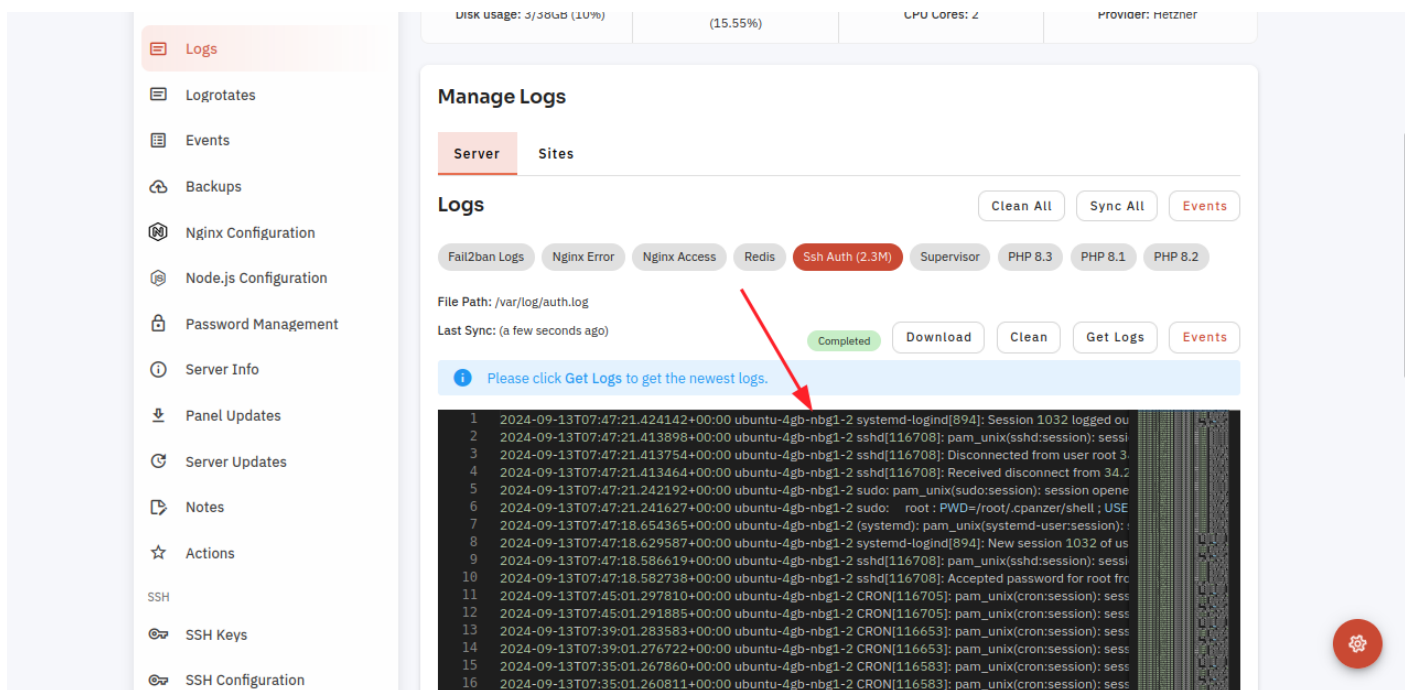 Disk usage: 3/38GB (10%)
(15.55%)
CPU Cores: 2
Provider: Hetzner
Logs
Logrotates
Events
Backups
Nginx Configuration
Node.js Configuration
Password Management
Server Info
Panel Updates
Server Updates
Notes
Actions
SSH
SSH Keys
SSH Configuration
Manage Logs
Server Sites
Logs
Clean All Sync All Events
Fail2ban Logs Nginx Error Nginx Access Redis Ssh Auth (2.3M) Supervisor PHP 8.3 PHP 8.1 PHP 8.2
File Path: /var/log/auth.log
Last Sync: (a few seconds ago)
Completed Download Clean Get Logs Events
Please click Get Logs to get the newest logs.
1 2024-09-13T07:47:21.424142+00:00 ubuntu-4gb-nbg1-2 systemd-logind[894]: Session 1032 logged ou
2 2024-09-13T07:47:21.413898+00:00 ubuntu-4gb-nbg1-2 sshd[116708]: pam_unix(sshd:session): sessi
3 2024-09-13T07:47:21.413754+00:00 ubuntu-4gb-nbg1-2 sshd[116708]: Disconnected from user root 3
4 2024-09-13T07:47:21.413464+00:00 ubuntu-4gb-nbg1-2 sshd[116708]: Received disconnect from 34.2
5 2024-09-13T07:47:21.242192+00:00 ubuntu-4gb-nbg1-2 sudo: pam_unix(sudo:session): session opene
6 2024-09-13T07:47:21.241627+00:00 ubuntu-4gb-nbg1-2 sudo: root : PWD=/root/.cpanzer/shell ; USE
7 2024-09-13T07:47:18.654365+00:00 ubuntu-4gb-nbg1-2 (systemd): pam_unix(systemd-user:session):
8 2024-09-13T07:47:18.629587+00:00 ubuntu-4gb-nbg1-2 systemd-logind[894]: New session 1032 of us
9 2024-09-13T07:47:18.586619+00:00 ubuntu-4gb-nbg1-2 sshd[116708]: pam_unix(sshd:session): sessi
10 2024-09-13T07:47:18.582738+00:00 ubuntu-4gb-nbg1-2 sshd[116708]: Accepted password for root fro
11 2024-09-13T07:45:01.297810+00:00 ubuntu-4gb-nbg1-2 CRON[116705]: pam_unix(cron:session): sess
12 2024-09-13T07:45:01.291885+00:00 ubuntu-4gb-nbg1-2 CRON[116705]: pam_unix(cron:session): sess
13 2024-09-13T07:39:01.283583+00:00 ubuntu-4gb-nbg1-2 CRON[116653]: pam_unix(cron:session): sess
14 2024-09-13T07:39:01.276722+00:00 ubuntu-4gb-nbg1-2 CRON[116653]: pam_unix(cron:session): sess
15 2024-09-13T07:35:01.267860+00:00 ubuntu-4gb-nbg1-2 CRON[116583]: pam_unix(cron:session): sess
16 2024-09-13T07:35:01.260811+00:00 ubuntu-4gb-nbg1-2 CRON[116583]: pam_unix(cron:session): sess